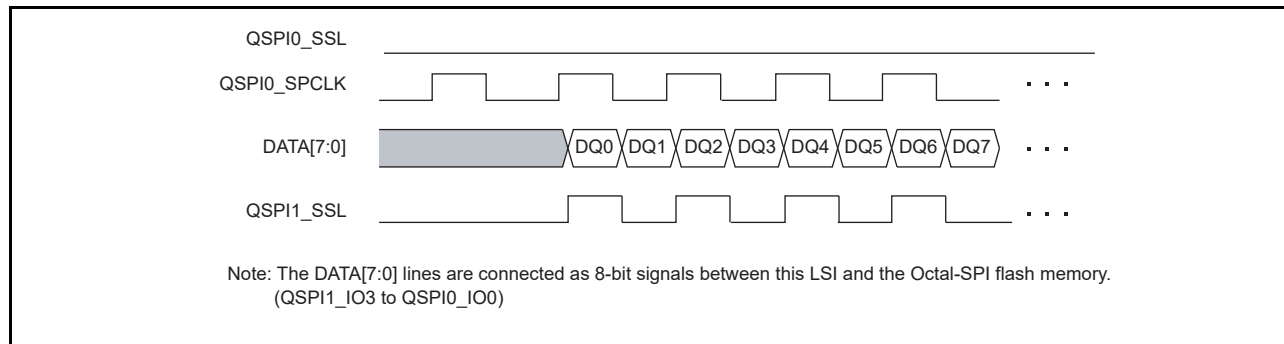 QSPI0_SSL
QSPI0_SPCLK
· · ·
DATA[7:0]
DQ0 DQ1 DQ2 DQ3 DQ4 DQ5 DQ6 DQ7
· · ·
QSPI1_SSL
· · ·
Note: The DATA[7:0] lines are connected as 8-bit signals between this LSI and the Octal-SPI flash memory.
(QSPI1_IO3 to QSPI0_IO0)